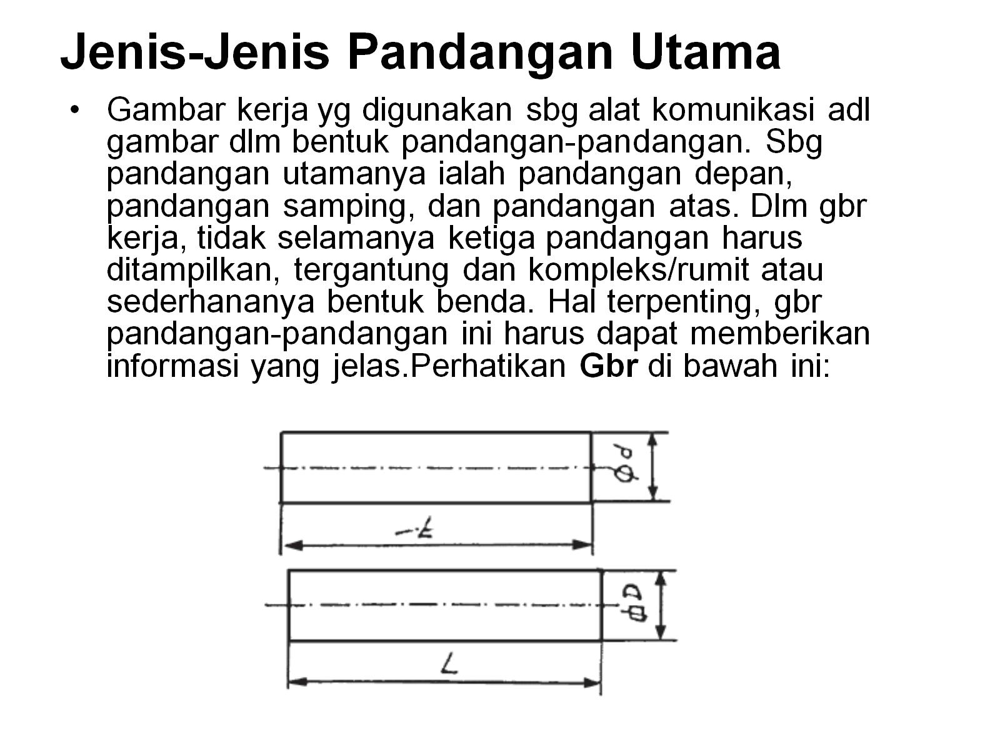 Jenis-Jenis Pandangan Utama
• Gambar kerja yg digunakan sbg alat komunikasi adl
gambar dlm bentuk pandangan-pandangan. Sbg
pandangan utamanya ialah pandangan depan,
pandangan samping, dan pandangan atas. Dlm gbr
kerja, tidak selamanya ketiga pandangan harus
ditampilkan, tergantung dan kompleks/rumit atau
sederhananya bentuk benda. Hal terpenting, gbr
pandangan-pandangan ini harus dapat memberikan
informasi yang jelas.Perhatikan Gbr di bawah ini:
Ød
D
L